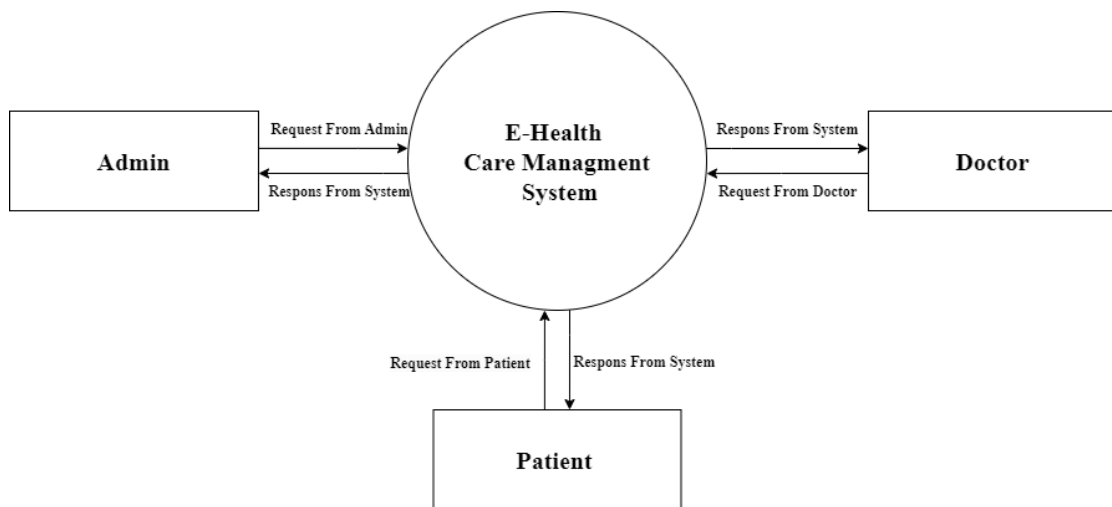 Request From Admin
Respons From System
Admin
E-Health
Care Managment
System
Respons From System
Request From Doctor
Doctor
Request From Patient
Respons From System
Patient